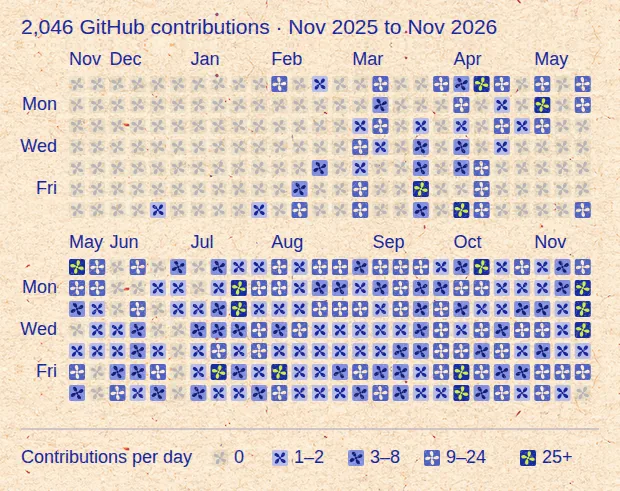 2,046 GitHub contributions · Nov 2025 to Nov 2026
Nov Dec Jan Feb Mar Apr May
Mon
Wed
Fri
May Jun Jul Aug Sep Oct Nov
Mon
Wed
Fri
Contributions per day 0 1–2 3–8 9–24 25+